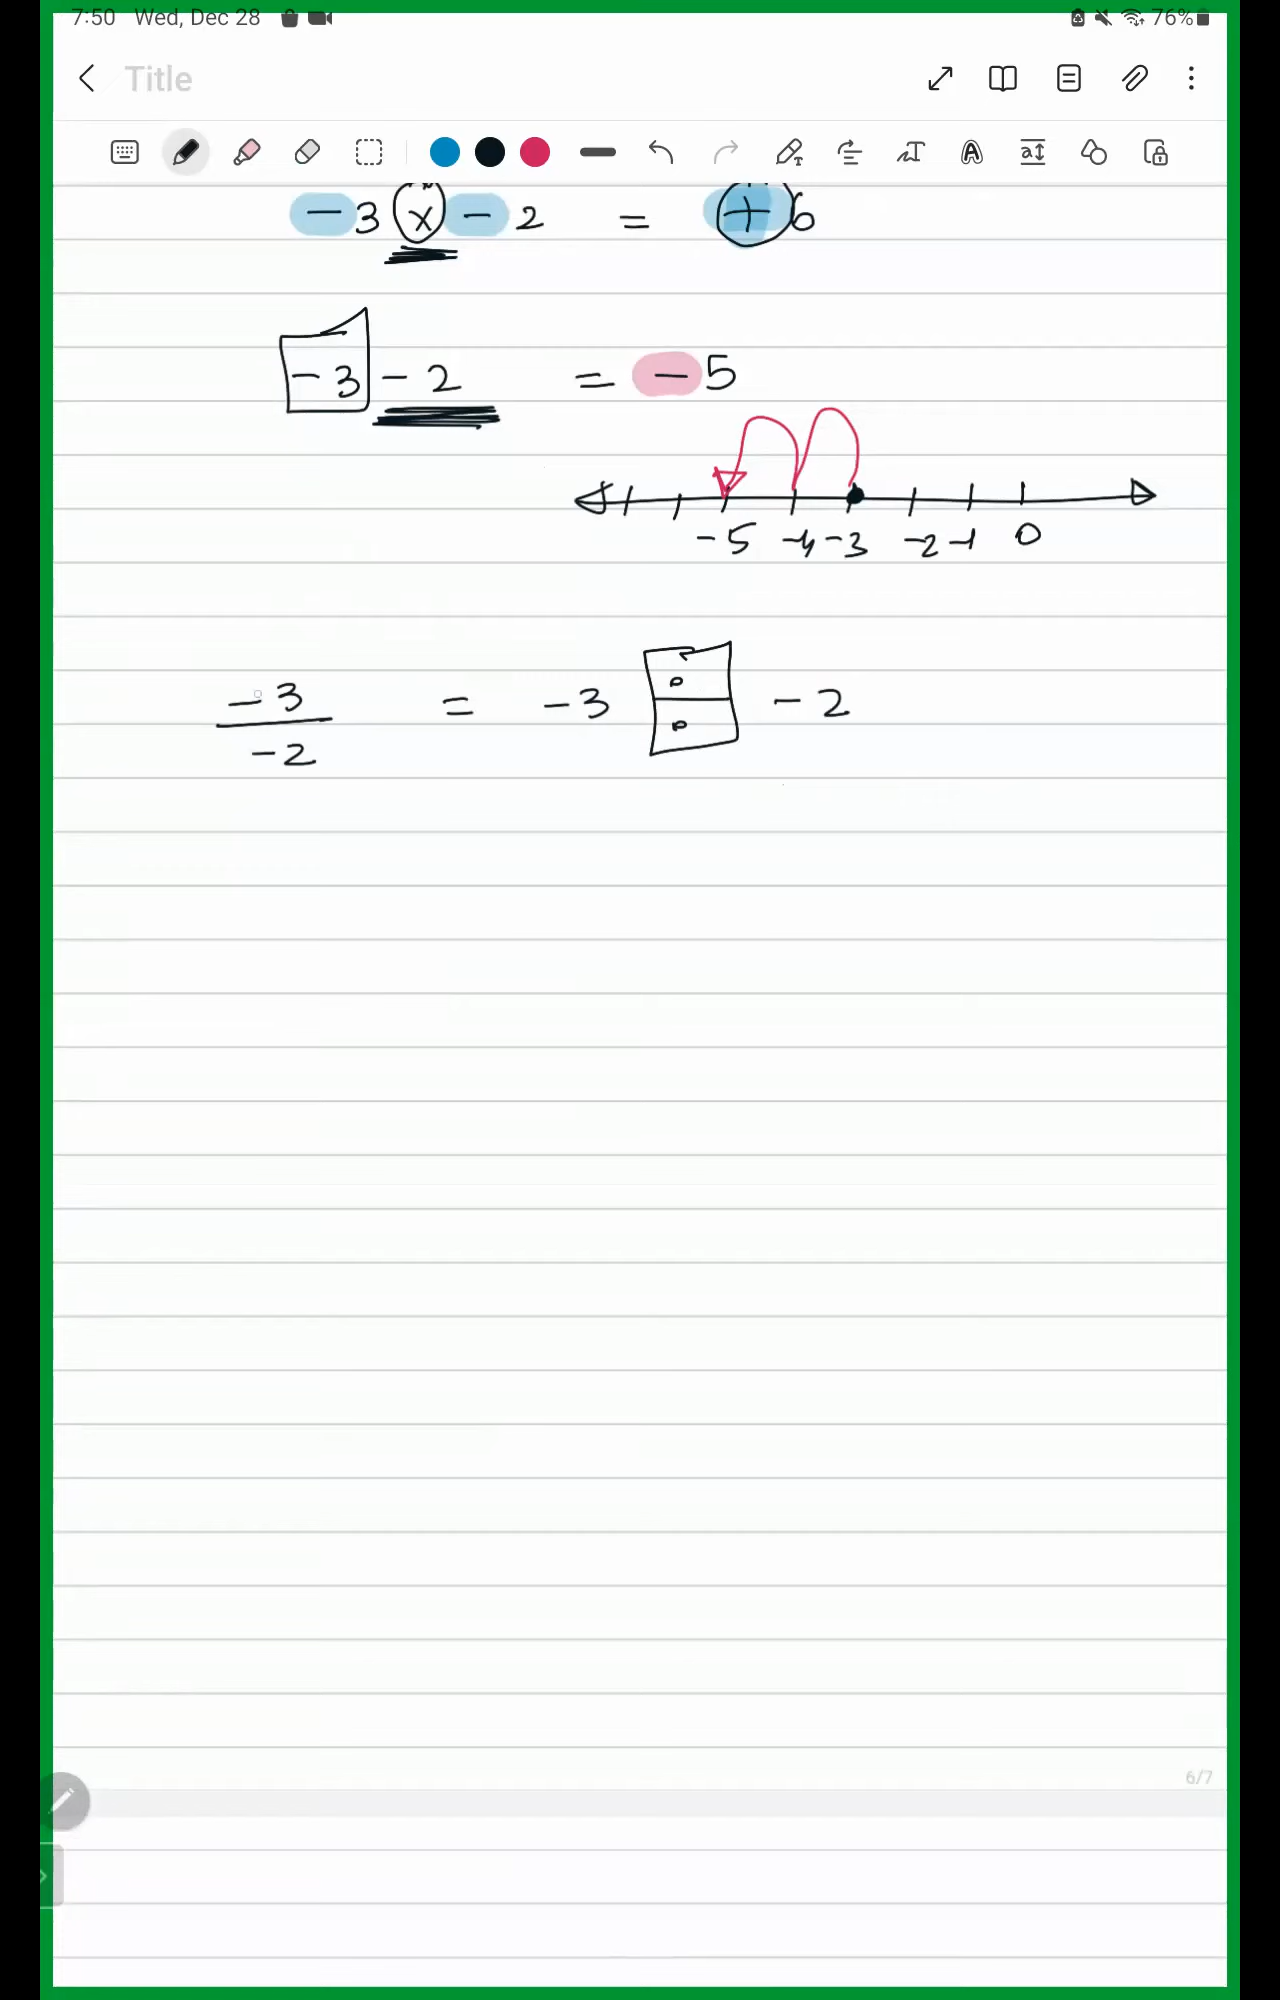 7:50 Wed, Dec 28 76%
Title
-3 x -2 = +6
-3 -2 = -5
-5 -4 -3 -2 -1 0
-3
-2
= -3 ÷ -2
6/7